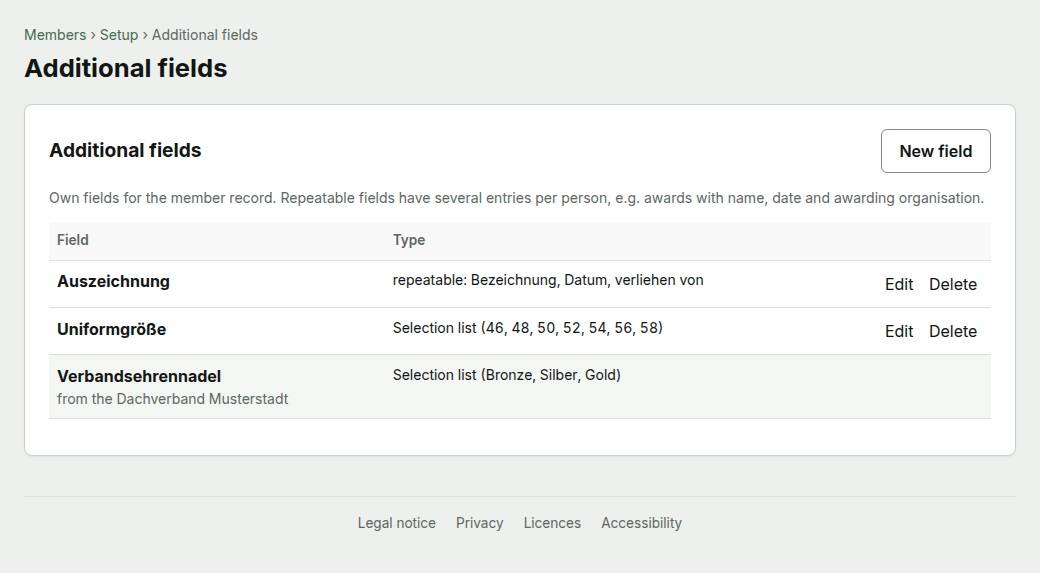 Members › Setup › Additional fields
Additional fields
Additional fields
New field
Own fields for the member record. Repeatable fields have several entries per person, e.g. awards with name, date and awarding organisation.
Field Type
Auszeichnung repeatable: Bezeichnung, Datum, verliehen von Edit Delete
Uniformgröße Selection list (46, 48, 50, 52, 54, 56, 58) Edit Delete
Verbandsehrennadel Selection list (Bronze, Silber, Gold)
from the Dachverband Musterstadt
Legal notice Privacy Licences Accessibility